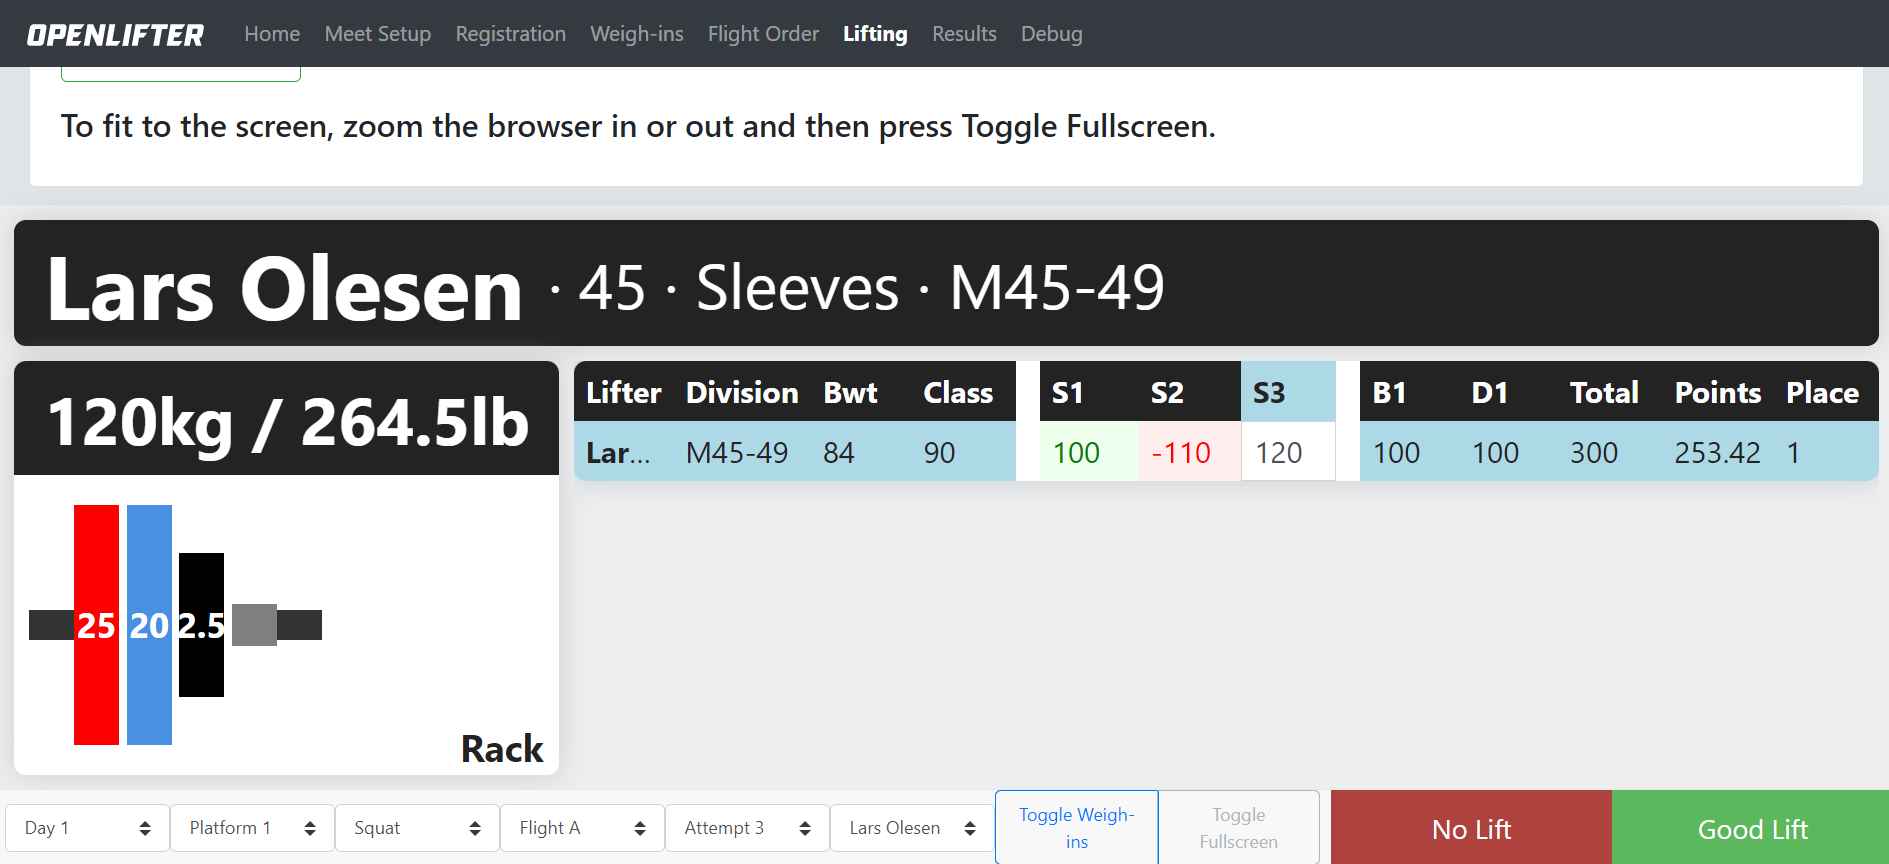 OPENLIFTER Home Meet Setup Registration Weigh-ins Flight Order Lifting Results Debug
To fit to the screen, zoom the browser in or out and then press Toggle Fullscreen.
Lars Olesen · 45 · Sleeves · M45-49
120kg / 264.5lb
25 20 2.5
Rack
Lifter Division Bwt Class S1 S2 S3 B1 D1 Total Points Place
Lar... M45-49 84 90 100 -110 120 100 100 300 253.42 1
Day 1 Platform 1 Squat Flight A Attempt 3 Lars Olesen
Toggle Weigh-
ins
Toggle
Fullscreen
No Lift
Good Lift